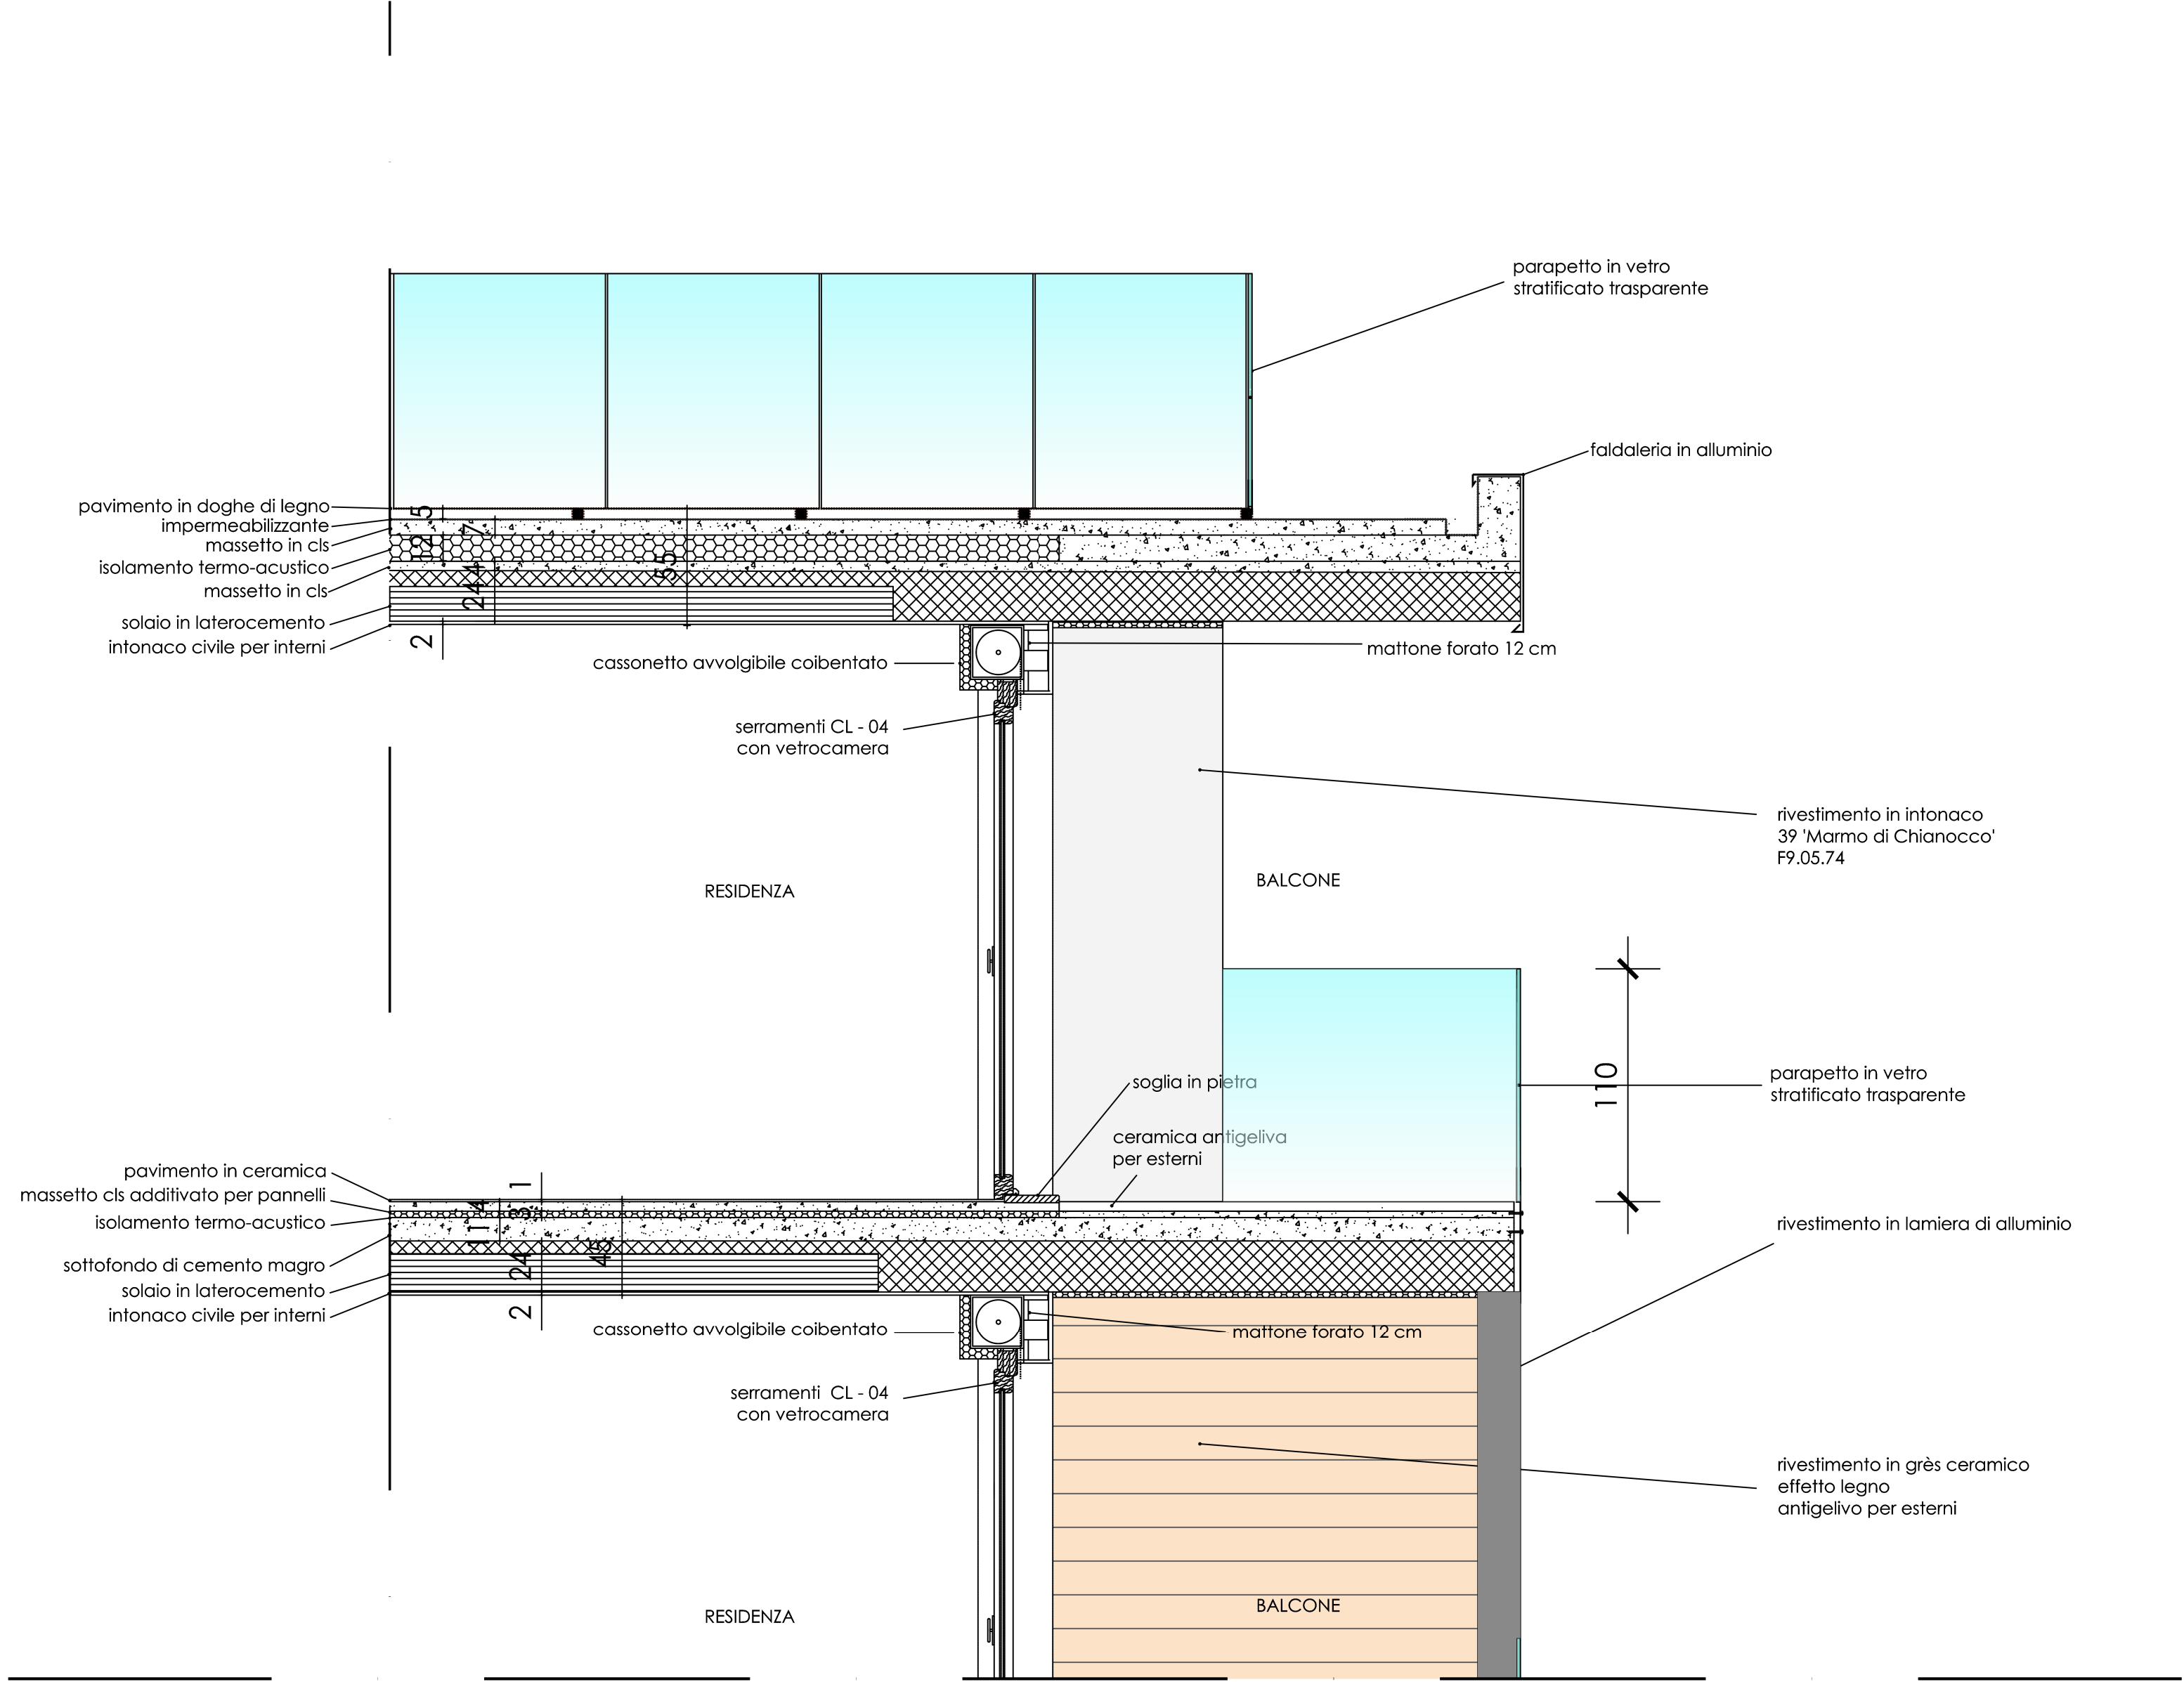 parapetto in vetro
stratificato trasparente
faldaleria in alluminio
pavimento in doghe di legno
impermeabilizzante
massetto in cls
isolamento termo-acustico
massetto in cls
solaio in laterocemento
intonaco civile per interni
5
7
12
4
24
55
2
mattone forato 12 cm
cassonetto avvolgibile coibentato
serramenti CL - 04
con vetrocamera
rivestimento in intonaco
39 'Marmo di Chianocco'
F9.05.74
RESIDENZA
BALCONE
110
soglia in pietra
parapetto in vetro
stratificato trasparente
ceramica antigeliva
per esterni
pavimento in ceramica
massetto cls additivato per pannelli
isolamento termo-acustico
sottofondo di cemento magro
solaio in laterocemento
intonaco civile per interni
1
4
3
11
24
45
2
rivestimento in lamiera di alluminio
cassonetto avvolgibile coibentato
mattone forato 12 cm
serramenti CL - 04
con vetrocamera
rivestimento in grès ceramico
effetto legno
antigelivo per esterni
RESIDENZA
BALCONE